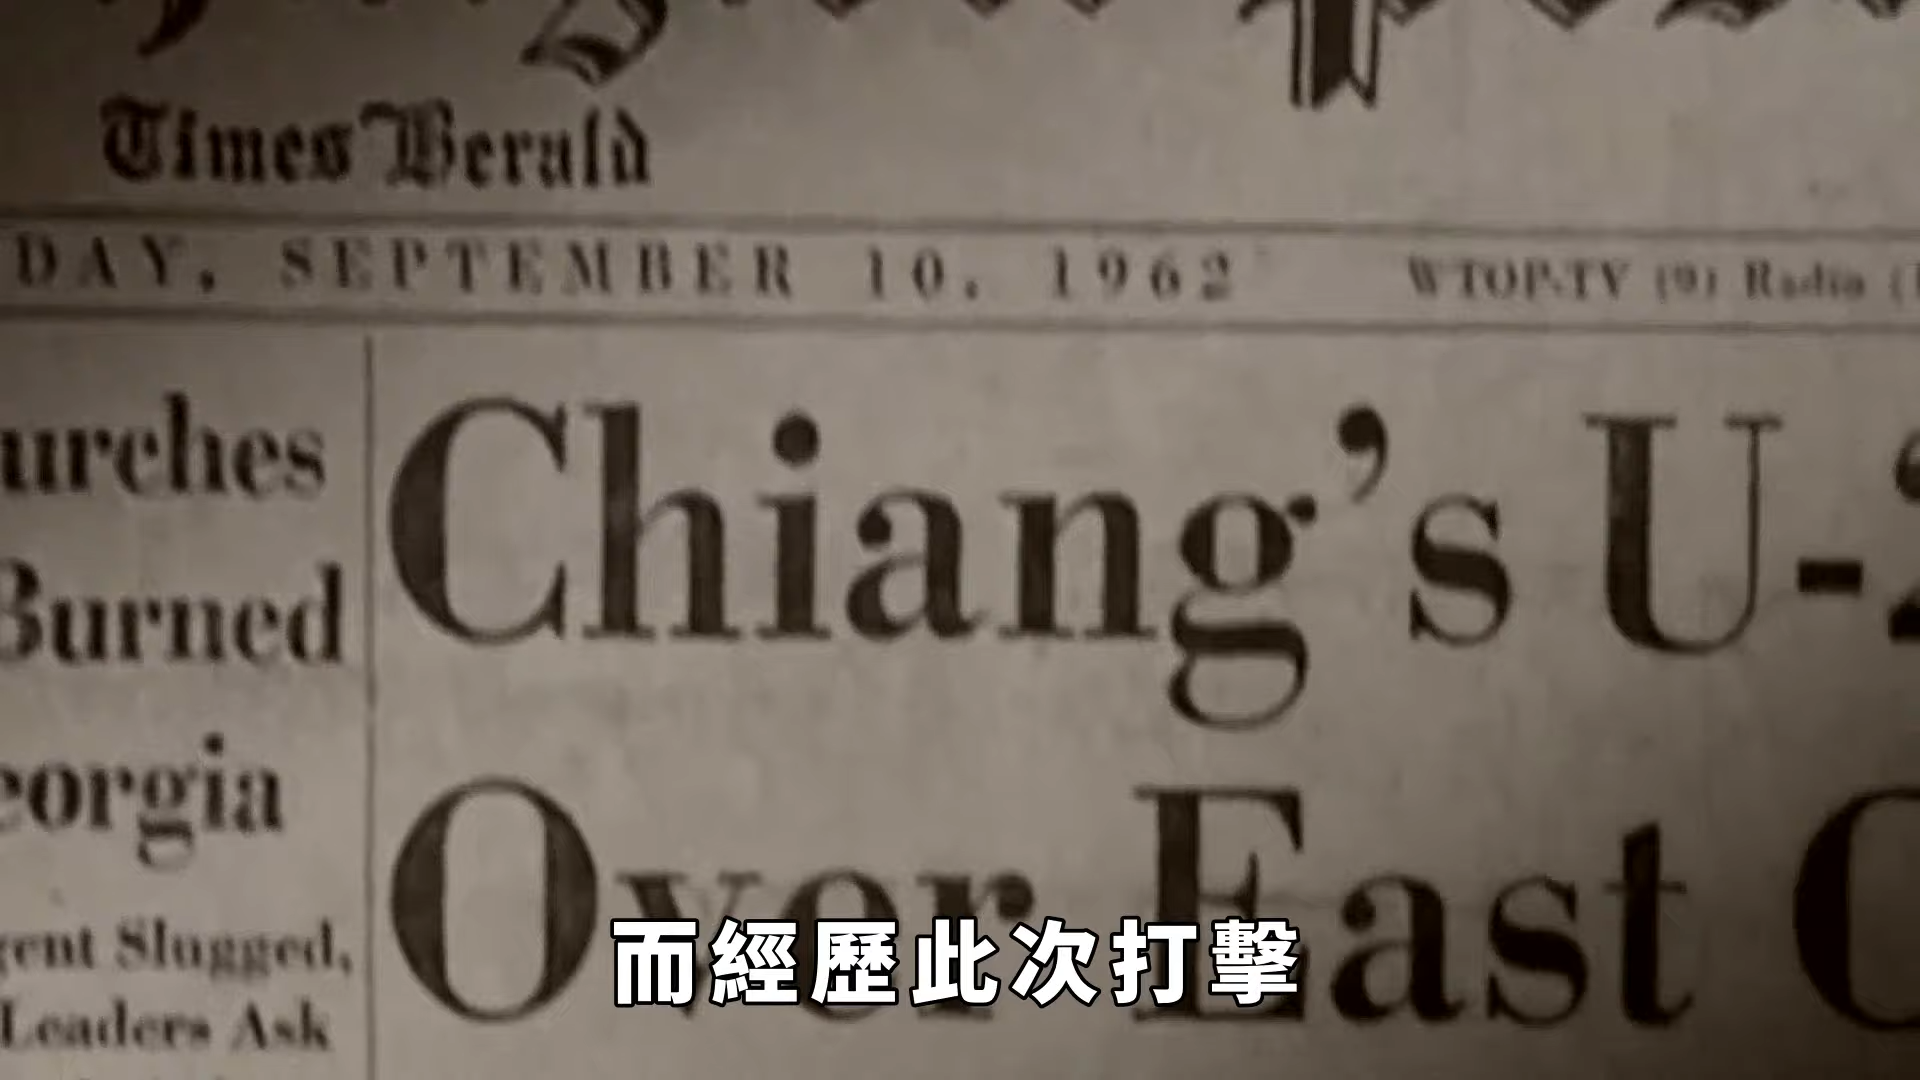 Times Herald
DAY, SEPTEMBER 10, 1962 WTOP-TV (9) Radio
Chiang's U-2
Over East
urches
Burned
eorgia
gent Slugged,
Leaders Ask
而經歷此次打擊